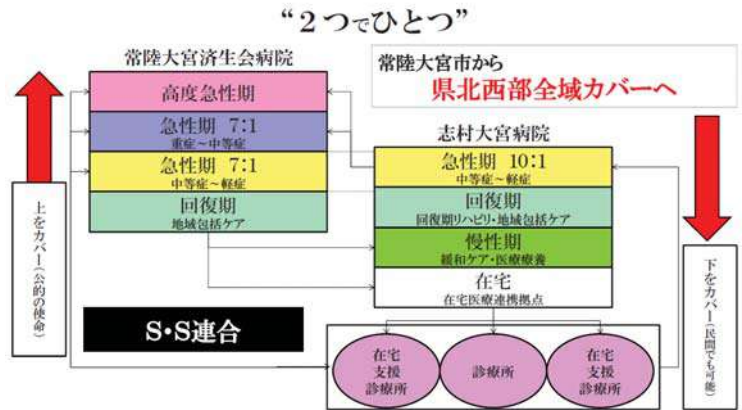 “２つでひとつ”
常陸大宮済生会病院
高度急性期
急性期 7:1
重症～中等症
急性期 7:1
中等症～軽症
回復期
地域包括ケア
常陸大宮市から
県北西部全域カバーへ
志村大宮病院
急性期 10:1
中等症～軽症
回復期
回復期リハビリ・地域包括ケア
慢性期
緩和ケア・医療療養
在宅
在宅医療連携拠点
上をカバー（公的の使命）
下をカバー（民間でも可能）
S・S連合
在宅
支援
診療所
診療所
在宅
支援
診療所